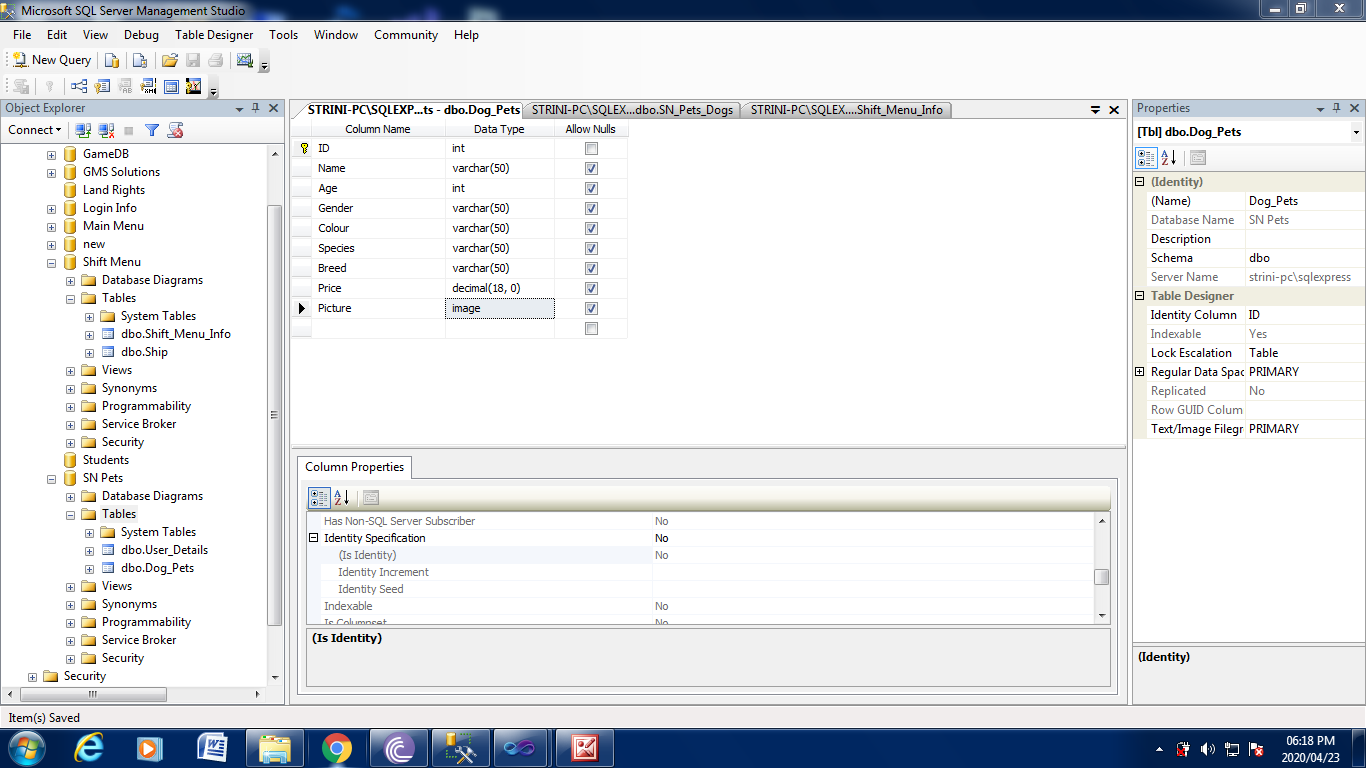 Microsoft SQL Server Management Studio
File Edit View Debug Table Designer Tools Window Community Help
New Query
Object Explorer
Connect
GameDB
GMS Solutions
Land Rights
Login Info
Main Menu
new
Shift Menu
Database Diagrams
Tables
System Tables
dbo.Shift_Menu_Info
dbo.Ship
Views
Synonyms
Programmability
Service Broker
Security
Students
SN Pets
Database Diagrams
Tables
System Tables
dbo.User_Details
dbo.Dog_Pets
Views
Synonyms
Programmability
Service Broker
Security
Security
STRINI-PC\SQLEXP...ts - dbo.Dog_Pets STRINI-PC\SQLEX...dbo.SN_Pets_Dogs STRINI-PC\SQLEX....Shift_Menu_Info
Column Name Data Type Allow Nulls
ID int
Name varchar(50)
Age int
Gender varchar(50)
Colour varchar(50)
Species varchar(50)
Breed varchar(50)
Price decimal(18, 0)
Picture image
Column Properties
Has Non-SQL Server Subscriber No
Identity Specification No
(Is Identity) No
Identity Increment
Identity Seed
Indexable No
Is Columnset No
(Is Identity)
Properties
[Tbl] dbo.Dog_Pets
(Identity)
(Name) Dog_Pets
Database Name SN Pets
Description
Schema dbo
Server Name strini-pc\sqlexpress
Table Designer
Identity Column ID
Indexable Yes
Lock Escalation Table
Regular Data Spac PRIMARY
Replicated No
Row GUID Colum
Text/Image Filegr PRIMARY
(Identity)
Item(s) Saved
06:18 PM
2020/04/23